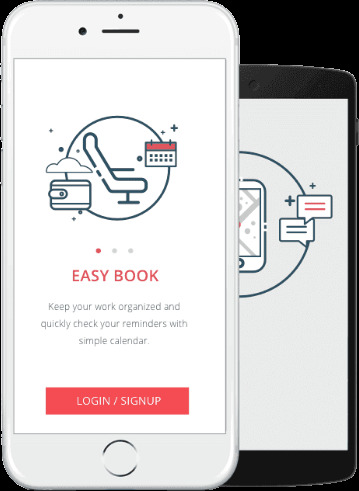 EASY BOOK
Keep your work organized and
quickly check your reminders with
simple calendar.
LOGIN / SIGNUP